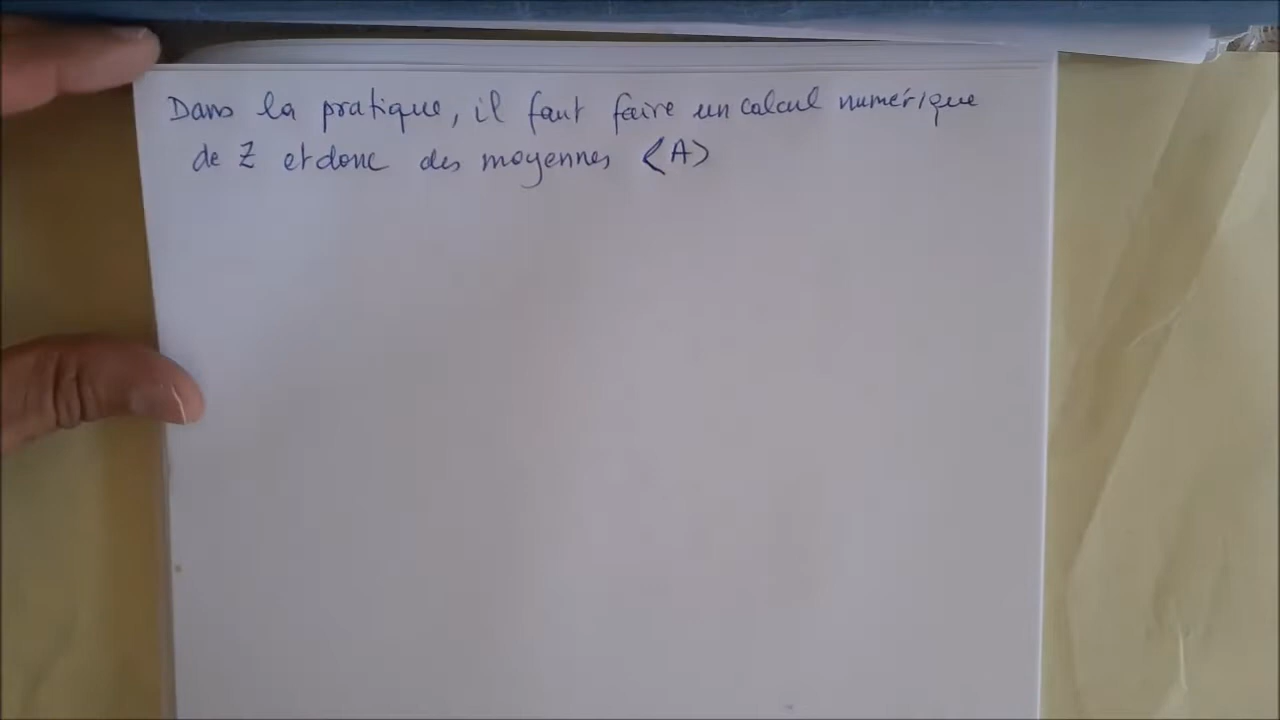 Dans la pratique, il faut faire un calcul numérique
de Z et donc des moyennes <A>